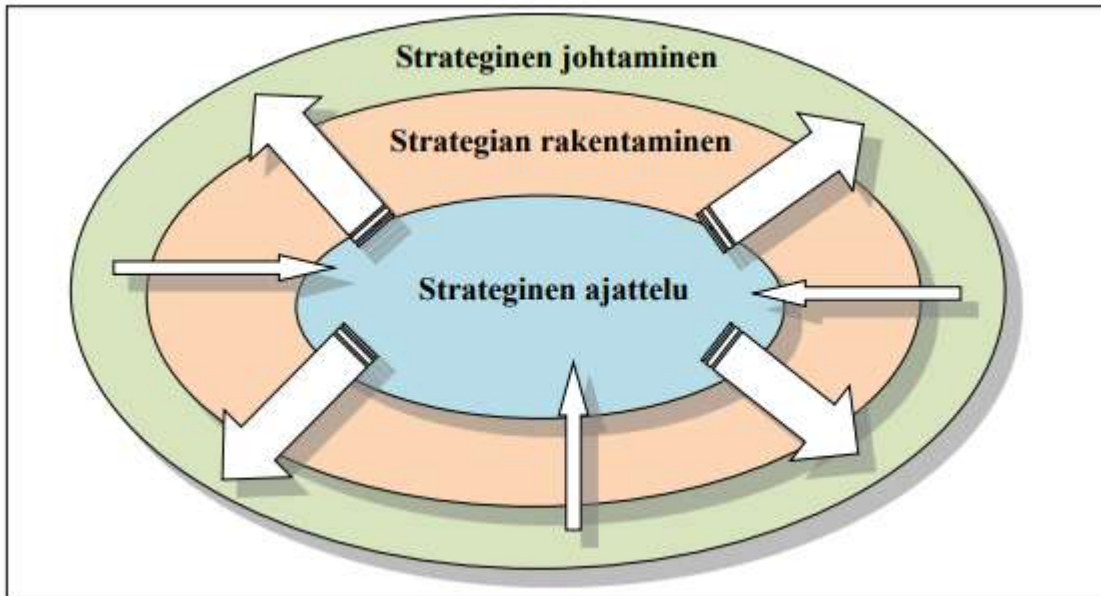 Strateginen johtaminen
Strategian rakentaminen
Strateginen ajattelu